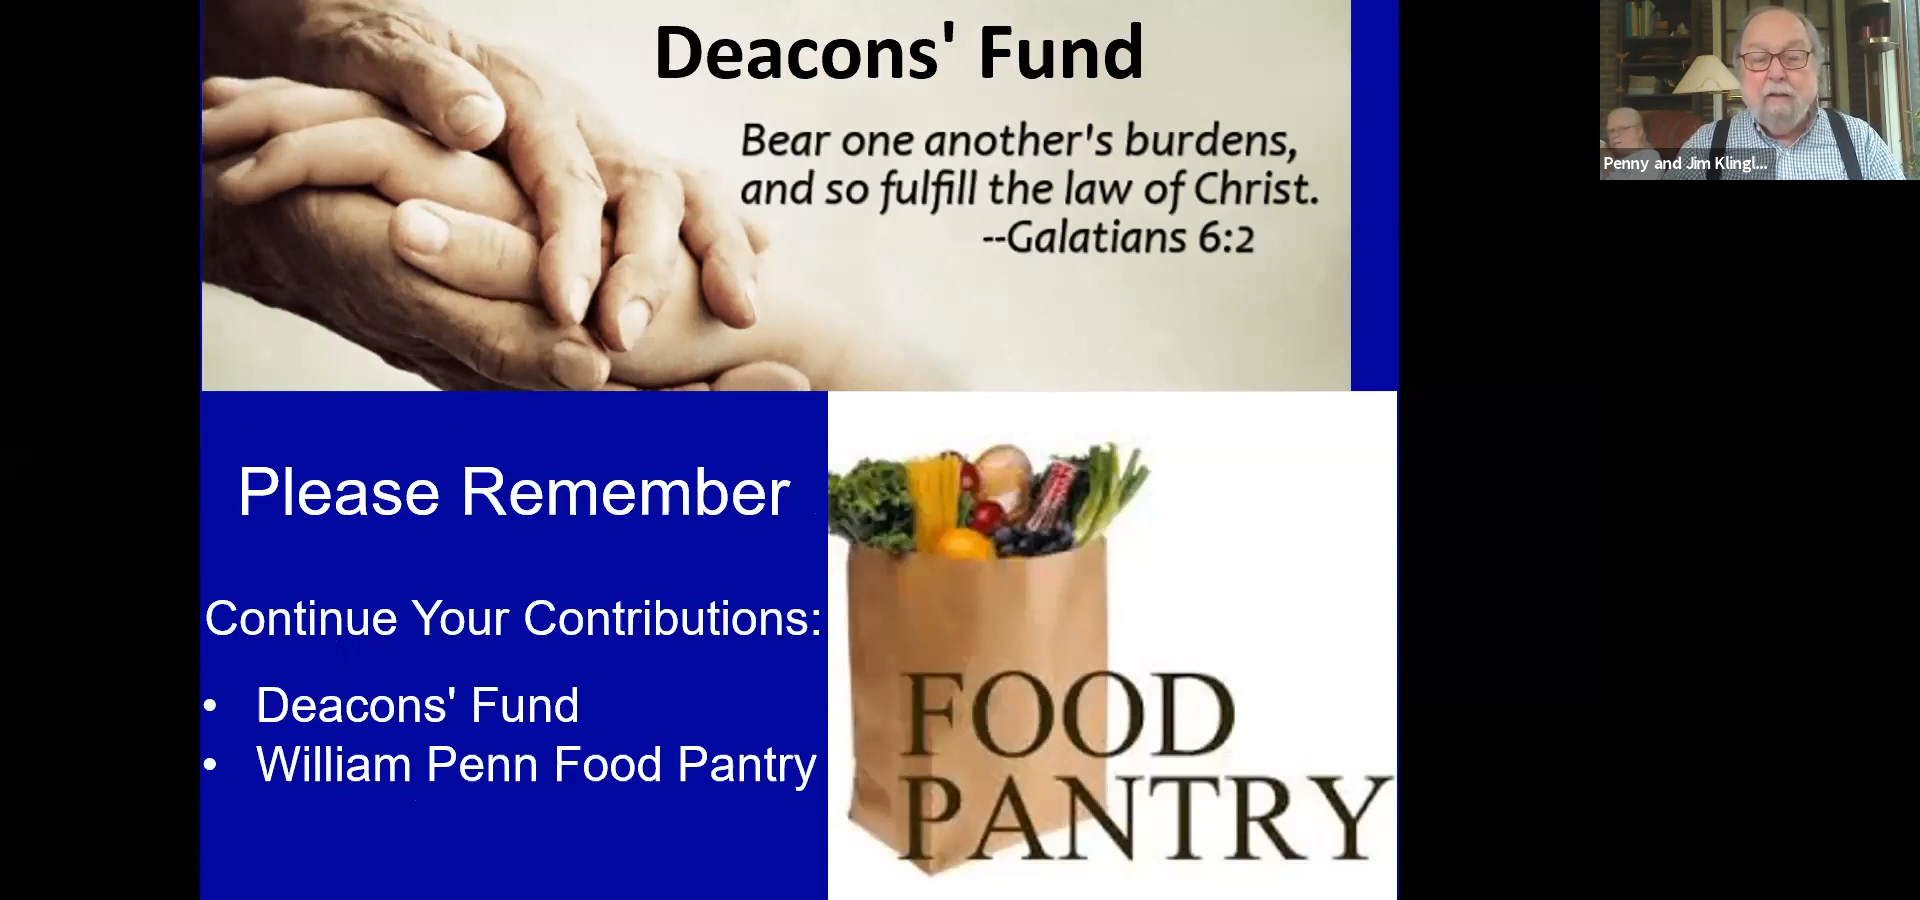 Deacons' Fund
Bear one another's burdens,
and so fulfill the law of Christ.
--Galatians 6:2
Penny and Jim Klingl...
Please Remember
Continue Your Contributions:
• Deacons' Fund
• William Penn Food Pantry
FOOD
PANTRY